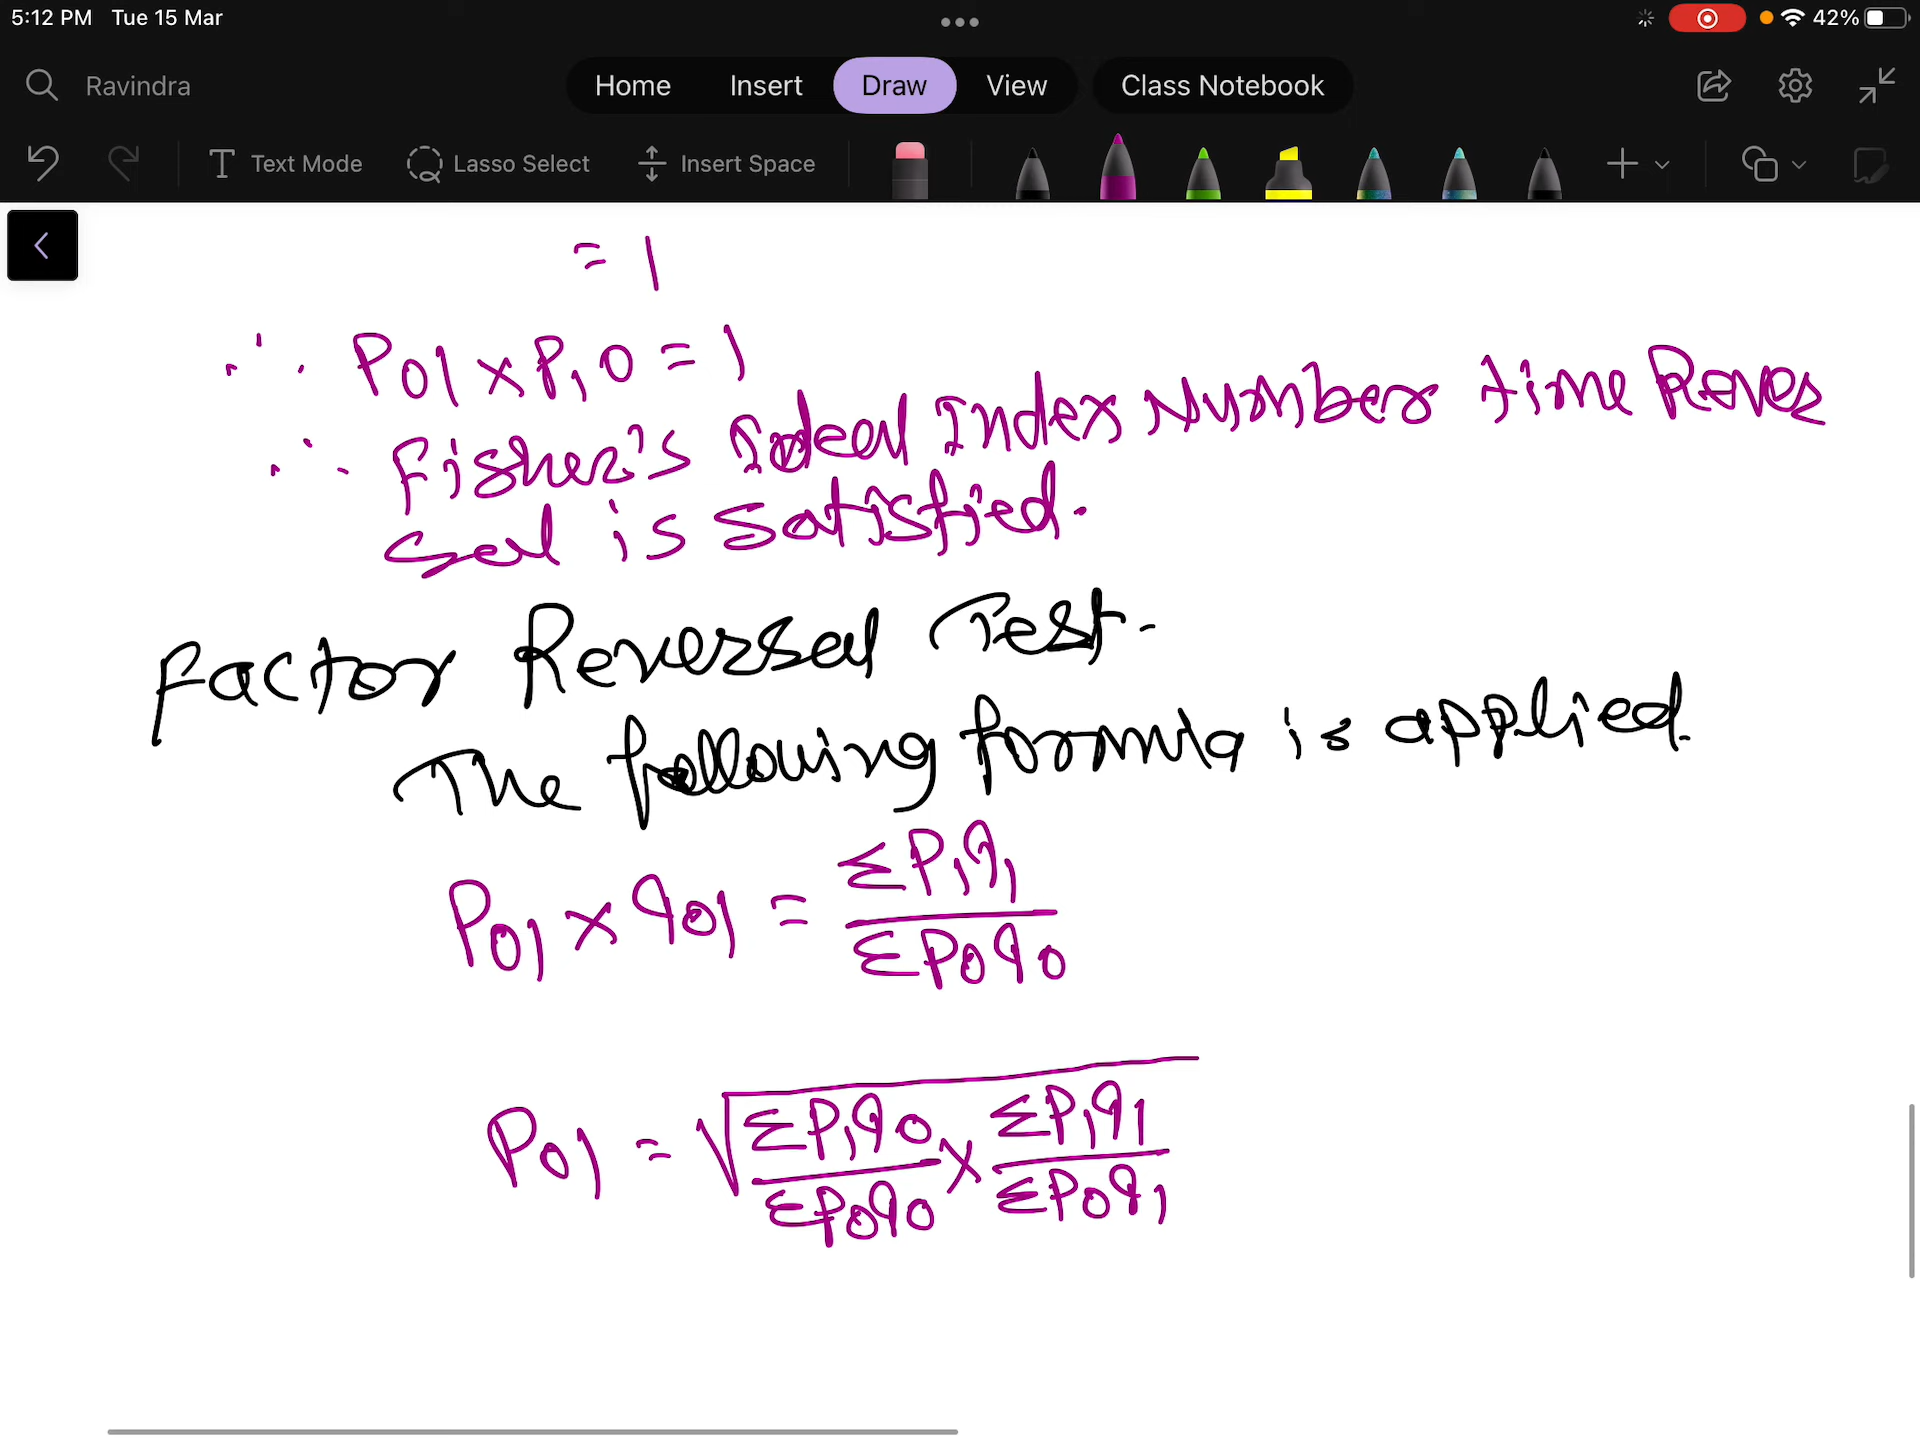 5:12 PM Tue 15 Mar
42%
Ravindra
Home Insert Draw View Class Notebook
Text Mode Lasso Select Insert Space
= 1
∴ P01 × P10 = 1
∴ Fisher's Ideal Index Number time Rever
sal is satisfied.
Factor Reversal Test.
The following formula is applied.
P01 × q01 = ΣP1q1 / ΣP0q0
P01 = √(ΣP1q0 / ΣP0q0 × ΣP1q1 / ΣP0q1)